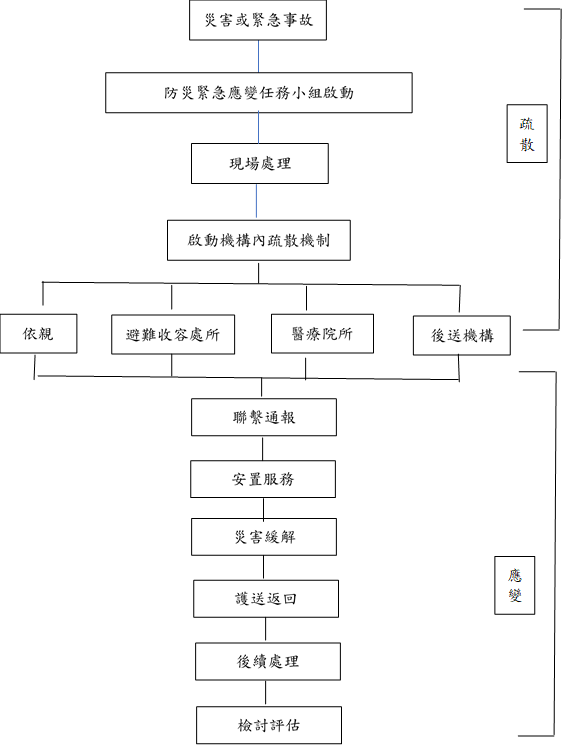 災害或緊急事故
防災緊急應變任務小組啟動
疏
散
現場處理
啟動機構內疏散機制
依親
避難收容處所
醫療院所
後送機構
聯繫通報
安置服務
災害緩解
應
變
護送返回
後續處理
檢討評估